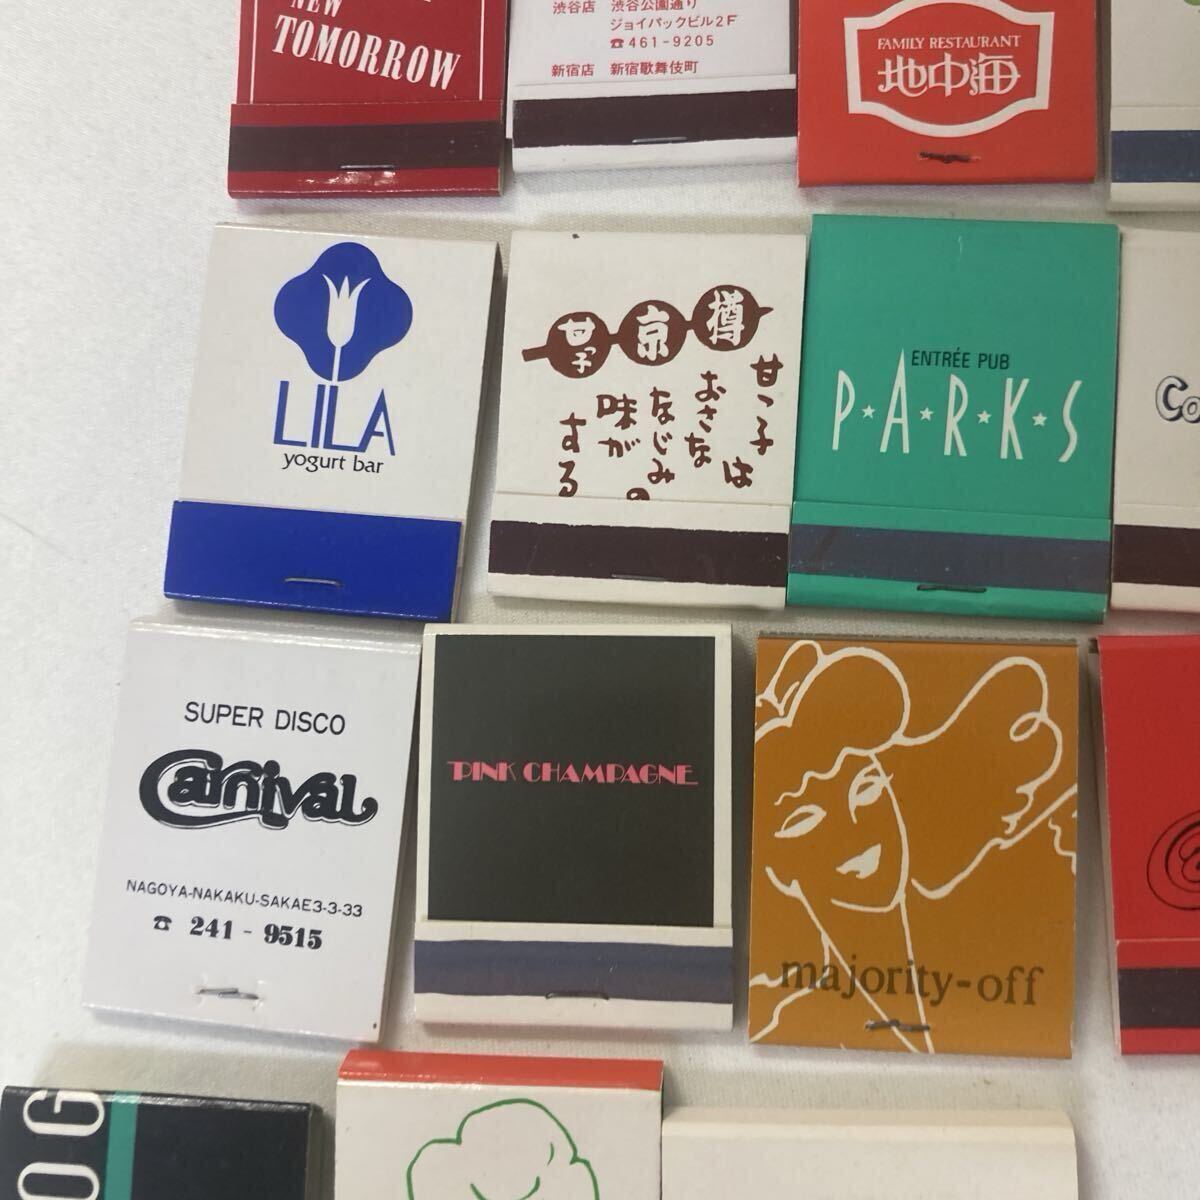 NEW
TOMORROW
渋谷店 渋谷公園通り
ジョイパックビル2F
☎461-9205
新宿店 新宿歌舞伎町
FAMILY RESTAURANT
地中海
LILA
yogurt bar
甘っ子 京 樽
甘っ子は
おさな
なじみの
味が
する
ENTRÉE PUB
P★A★R★K★S
Co
SUPER DISCO
Carnival
NAGOYA-NAKAKU-SAKAE3-3-33
☎ 241-9515
PINK CHAMPAGNE
majority-off
OG